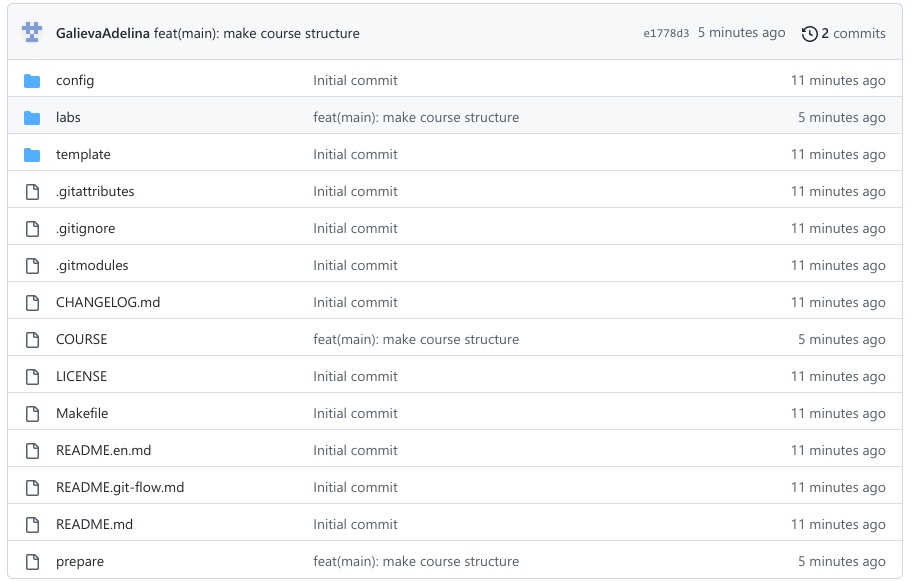 GalievaAdelina feat(main): make course structure e1778d3 5 minutes ago 2 commits
config Initial commit 11 minutes ago
labs feat(main): make course structure 5 minutes ago
template Initial commit 11 minutes ago
.gitattributes Initial commit 11 minutes ago
.gitignore Initial commit 11 minutes ago
.gitmodules Initial commit 11 minutes ago
CHANGELOG.md Initial commit 11 minutes ago
COURSE feat(main): make course structure 5 minutes ago
LICENSE Initial commit 11 minutes ago
Makefile Initial commit 11 minutes ago
README.en.md Initial commit 11 minutes ago
README.git-flow.md Initial commit 11 minutes ago
README.md Initial commit 11 minutes ago
prepare feat(main): make course structure 5 minutes ago